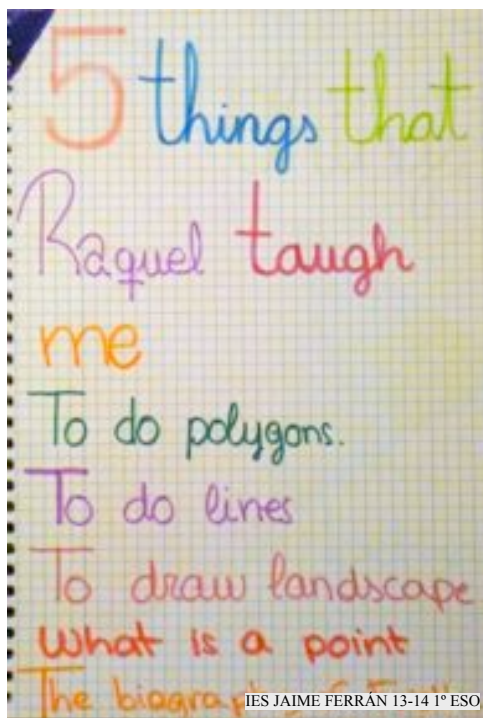 5 things that
Raquel taugh
me
To do polygons.
To do lines
To draw landscape
What is a point
The
IES JAIME FERRÁN 13-14 1º ESO